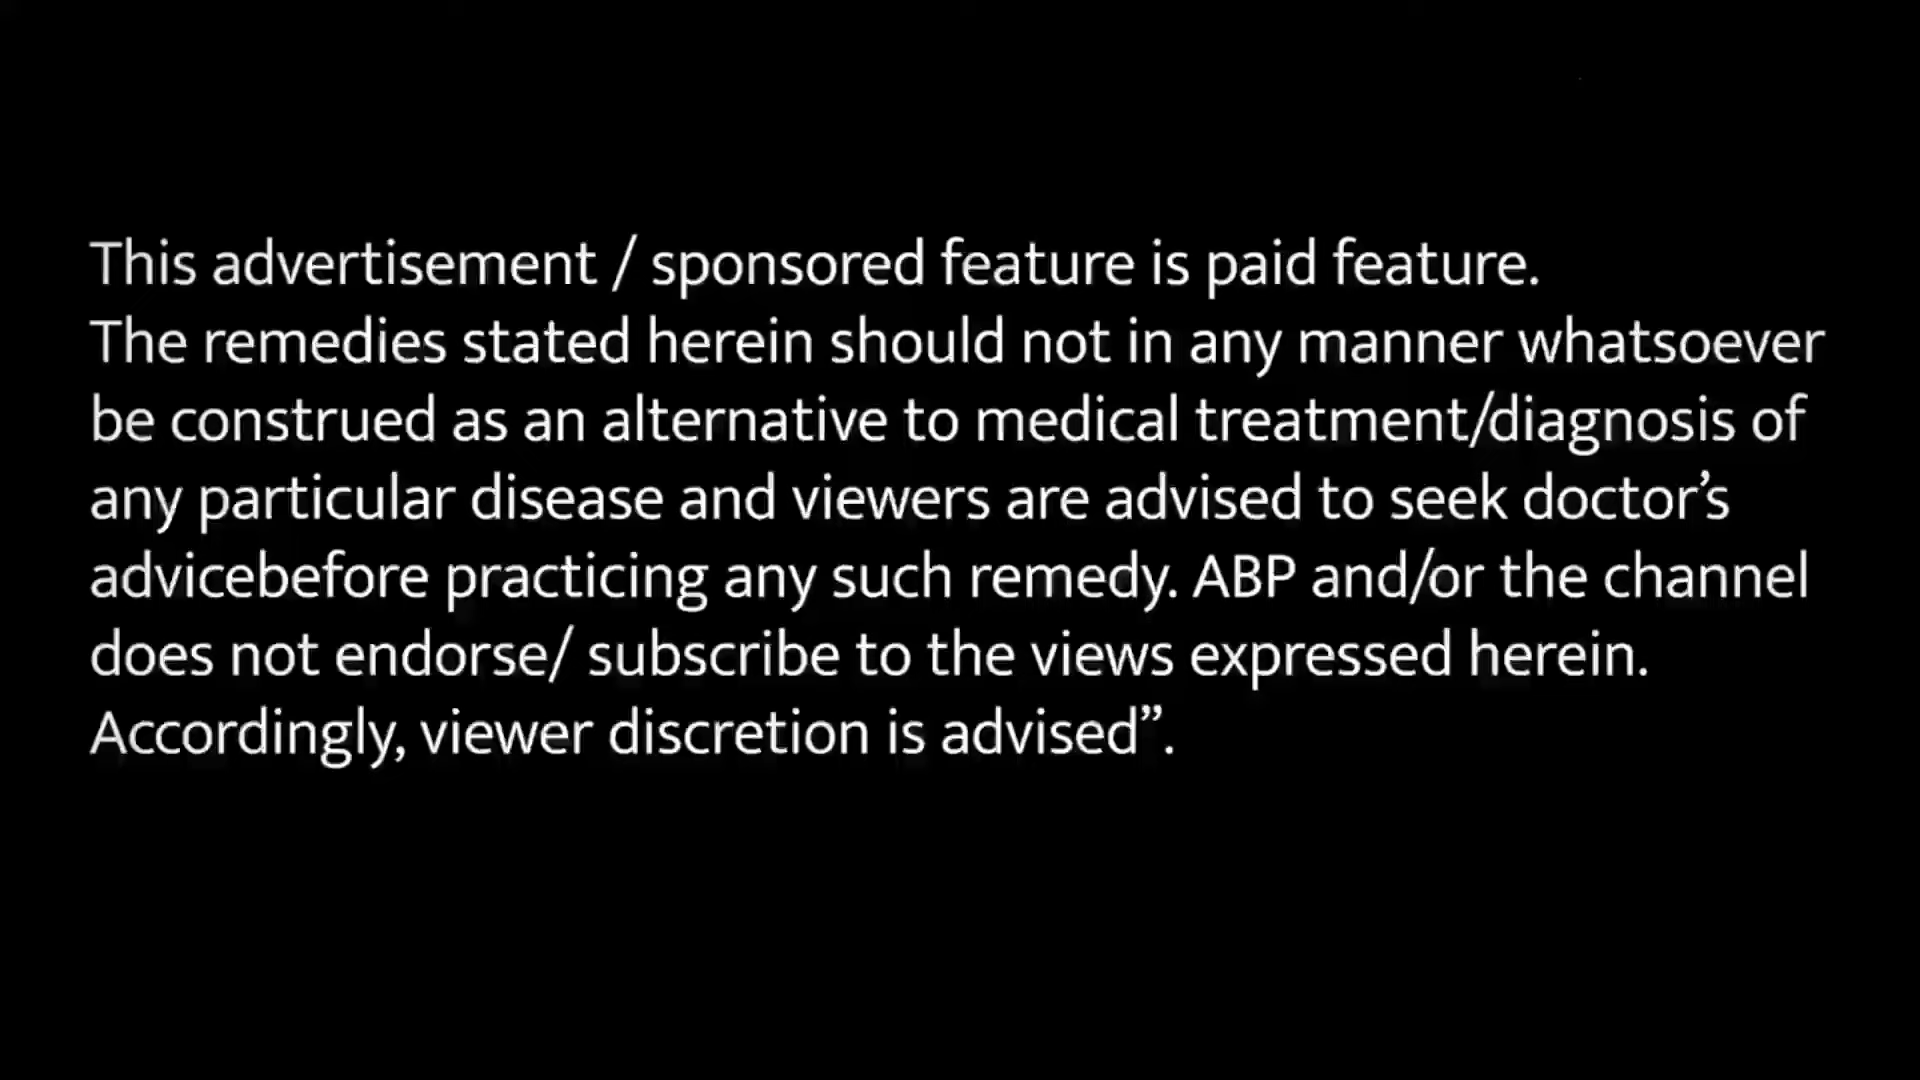 This advertisement / sponsored feature is paid feature.
The remedies stated herein should not in any manner whatsoever
be construed as an alternative to medical treatment/diagnosis of
any particular disease and viewers are advised to seek doctor’s
advicebefore practicing any such remedy. ABP and/or the channel
does not endorse/ subscribe to the views expressed herein.
Accordingly, viewer discretion is advised”.